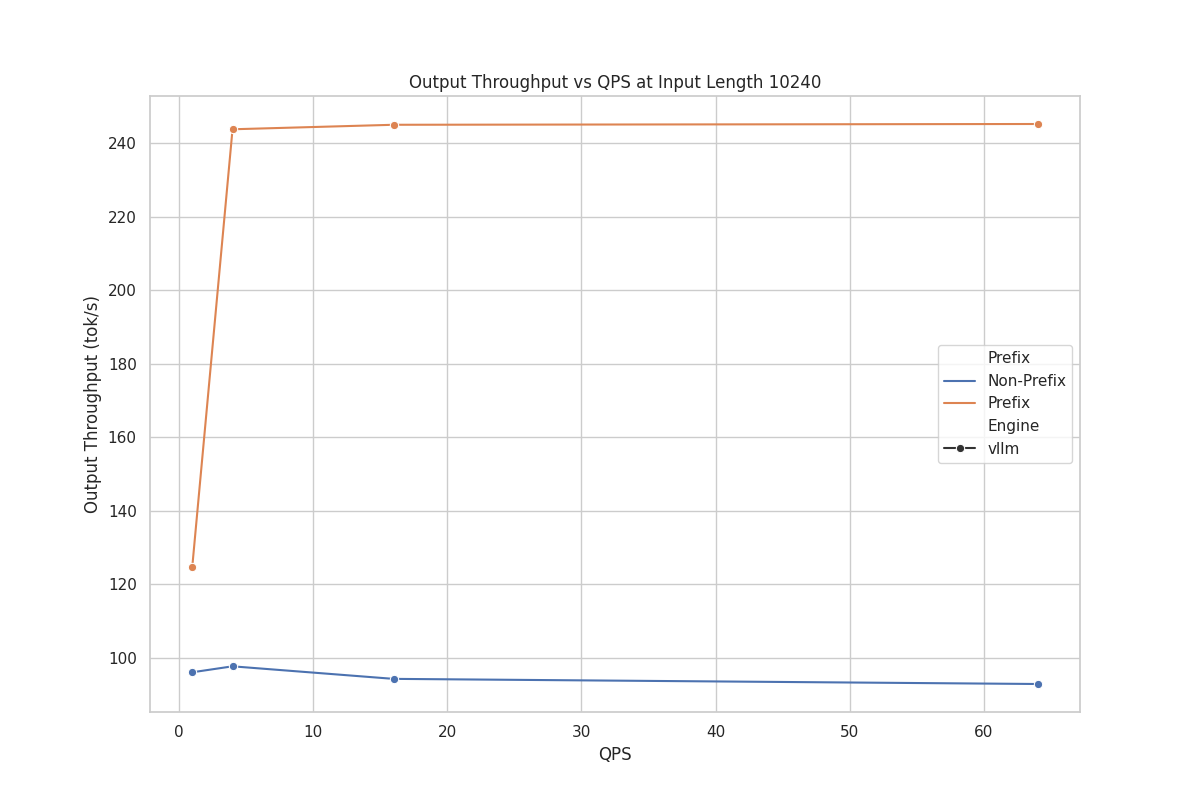 Output Throughput vs QPS at Input Length 10240
Output Throughput (tok/s)
240
220
200
180
160
140
120
100
Prefix
Non-Prefix
Prefix
Engine
vllm
0 10 20 30 40 50 60
QPS